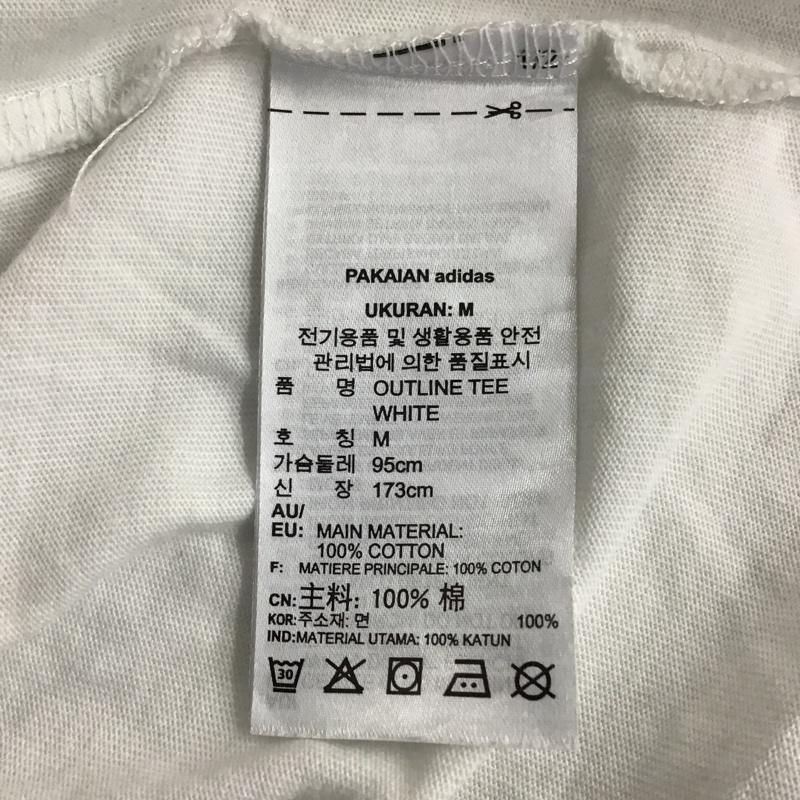 1/2
PAKAIAN adidas
UKURAN: M
전기용품 및 생활용품 안전
관리법에 의한 품질표시
품 명 OUTLINE TEE
WHITE
호 칭 M
가슴둘레 95cm
신 장 173cm
AU/
EU: MAIN MATERIAL:
100% COTTON
F: MATIERE PRINCIPALE: 100% COTON
CN:主料: 100% 棉
KOR:주소재: 면 100%
IND:MATERIAL UTAMA: 100% KATUN
30